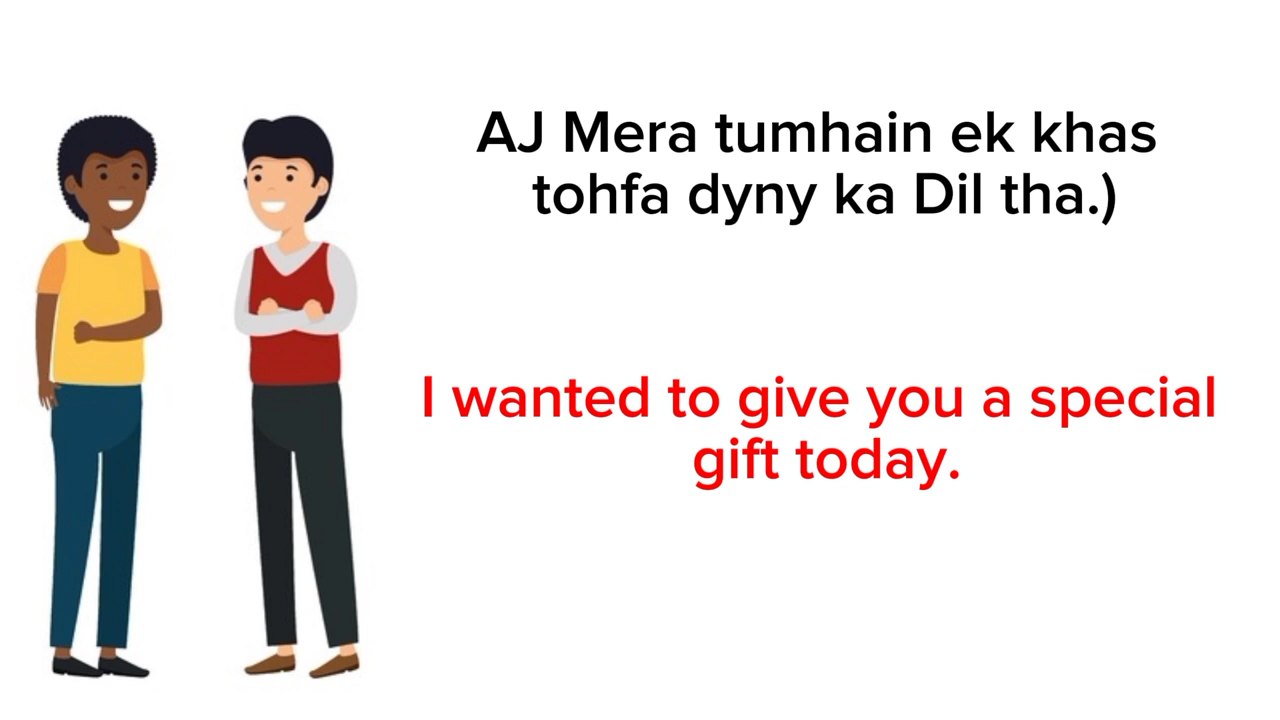 AJ Mera tumhain ek khas
tohfa dyny ka Dil tha.)
I wanted to give you a special
gift today.